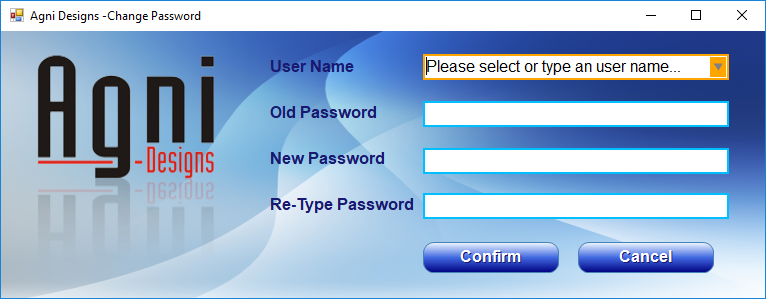 Agni Designs -Change Password
Agni
-Designs
User Name
Please select or type an user name...
Old Password
New Password
Re-Type Password
Confirm
Cancel